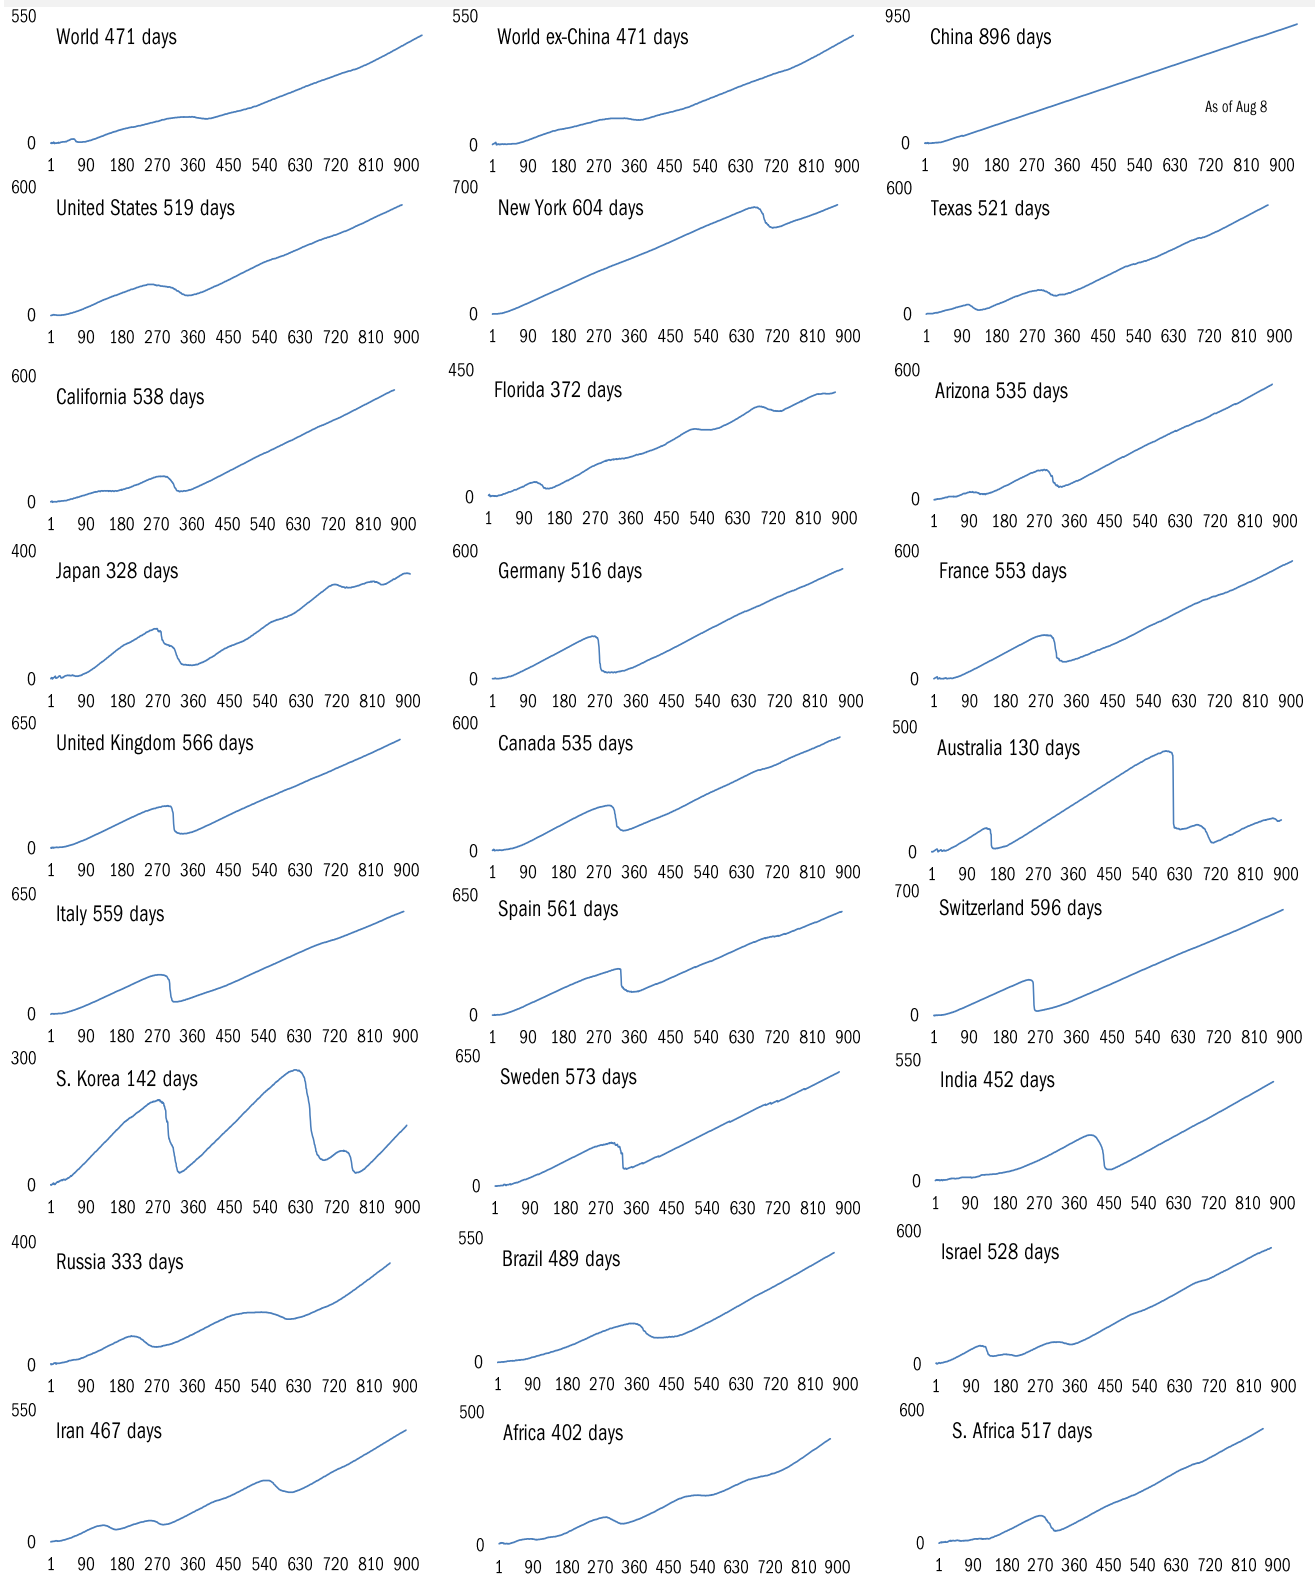 550
World 471 days
0
1 90 180 270 360 450 540 630 720 810 900
550
World ex-China 471 days
0
1 90 180 270 360 450 540 630 720 810 900
950
China 896 days
As of Aug 8
0
1 90 180 270 360 450 540 630 720 810 900
600
United States 519 days
0
1 90 180 270 360 450 540 630 720 810 900
700
New York 604 days
0
1 90 180 270 360 450 540 630 720 810 900
600
Texas 521 days
0
1 90 180 270 360 450 540 630 720 810 900
600
California 538 days
0
1 90 180 270 360 450 540 630 720 810 900
450
Florida 372 days
0
1 90 180 270 360 450 540 630 720 810 900
600
Arizona 535 days
0
1 90 180 270 360 450 540 630 720 810 900
400
Japan 328 days
0
1 90 180 270 360 450 540 630 720 810 900
600
Germany 516 days
0
1 90 180 270 360 450 540 630 720 810 900
600
France 553 days
0
1 90 180 270 360 450 540 630 720 810 900
650
United Kingdom 566 days
0
1 90 180 270 360 450 540 630 720 810 900
600
Canada 535 days
0
1 90 180 270 360 450 540 630 720 810 900
500
Australia 130 days
0
1 90 180 270 360 450 540 630 720 810 900
650
Italy 559 days
0
1 90 180 270 360 450 540 630 720 810 900
650
Spain 561 days
0
1 90 180 270 360 450 540 630 720 810 900
700
Switzerland 596 days
0
1 90 180 270 360 450 540 630 720 810 900
300
S. Korea 142 days
0
1 90 180 270 360 450 540 630 720 810 900
650
Sweden 573 days
0
1 90 180 270 360 450 540 630 720 810 900
550
India 452 days
0
1 90 180 270 360 450 540 630 720 810 900
400
Russia 333 days
0
1 90 180 270 360 450 540 630 720 810 900
550
Brazil 489 days
0
1 90 180 270 360 450 540 630 720 810 900
600
Israel 528 days
0
1 90 180 270 360 450 540 630 720 810 900
550
Iran 467 days
0
1 90 180 270 360 450 540 630 720 810 900
500
Africa 402 days
0
1 90 180 270 360 450 540 630 720 810 900
600
S. Africa 517 days
0
1 90 180 270 360 450 540 630 720 810 900